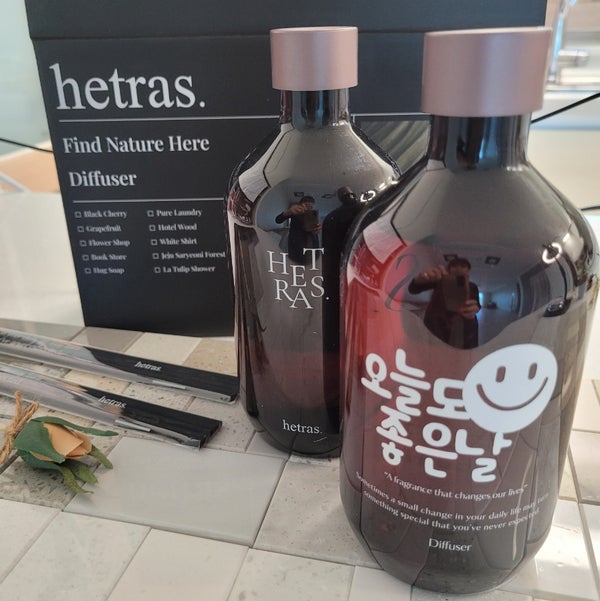 hetras.
Find Nature Here
Diffuser
☐ Black Cherry
☐ Grapefruit
☐ Flower Shop
☐ Book Store
☐ Hug Soap
☐ Pure Laundry
☐ Hotel Wood
☐ White Shirt
☐ Jeju Saryeoni Forest
☐ La Tulip Shower
hetras.
hetras.
HET
RAS.
hetras.
오늘도
좋은날
"A fragrance that changes our lives"
Sometimes a small change in your daily life may turn
something special that you've never expected
Diffuser